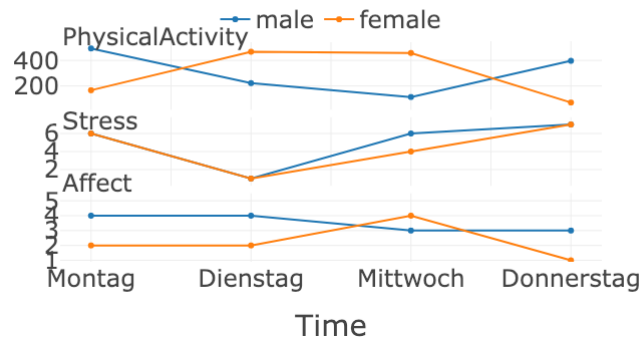 male female
PhysicalActivity
400
200
Stress
6
4
2
Affect
5
4
3
2
1
Montag Dienstag Mittwoch Donnerstag
Time